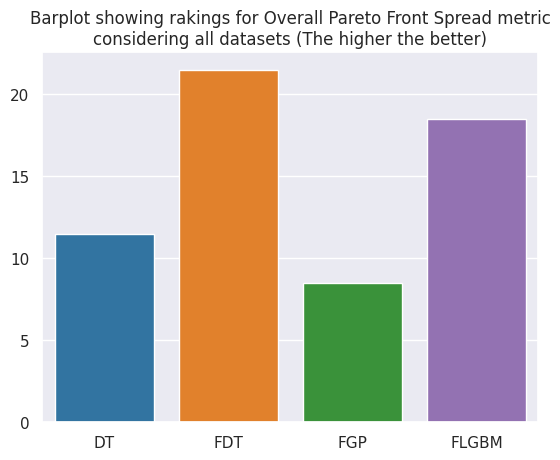 Barplot showing rakings for Overall Pareto Front Spread metric
considering all datasets (The higher the better)
20
15
10
5
0
DT FDT FGP FLGBM